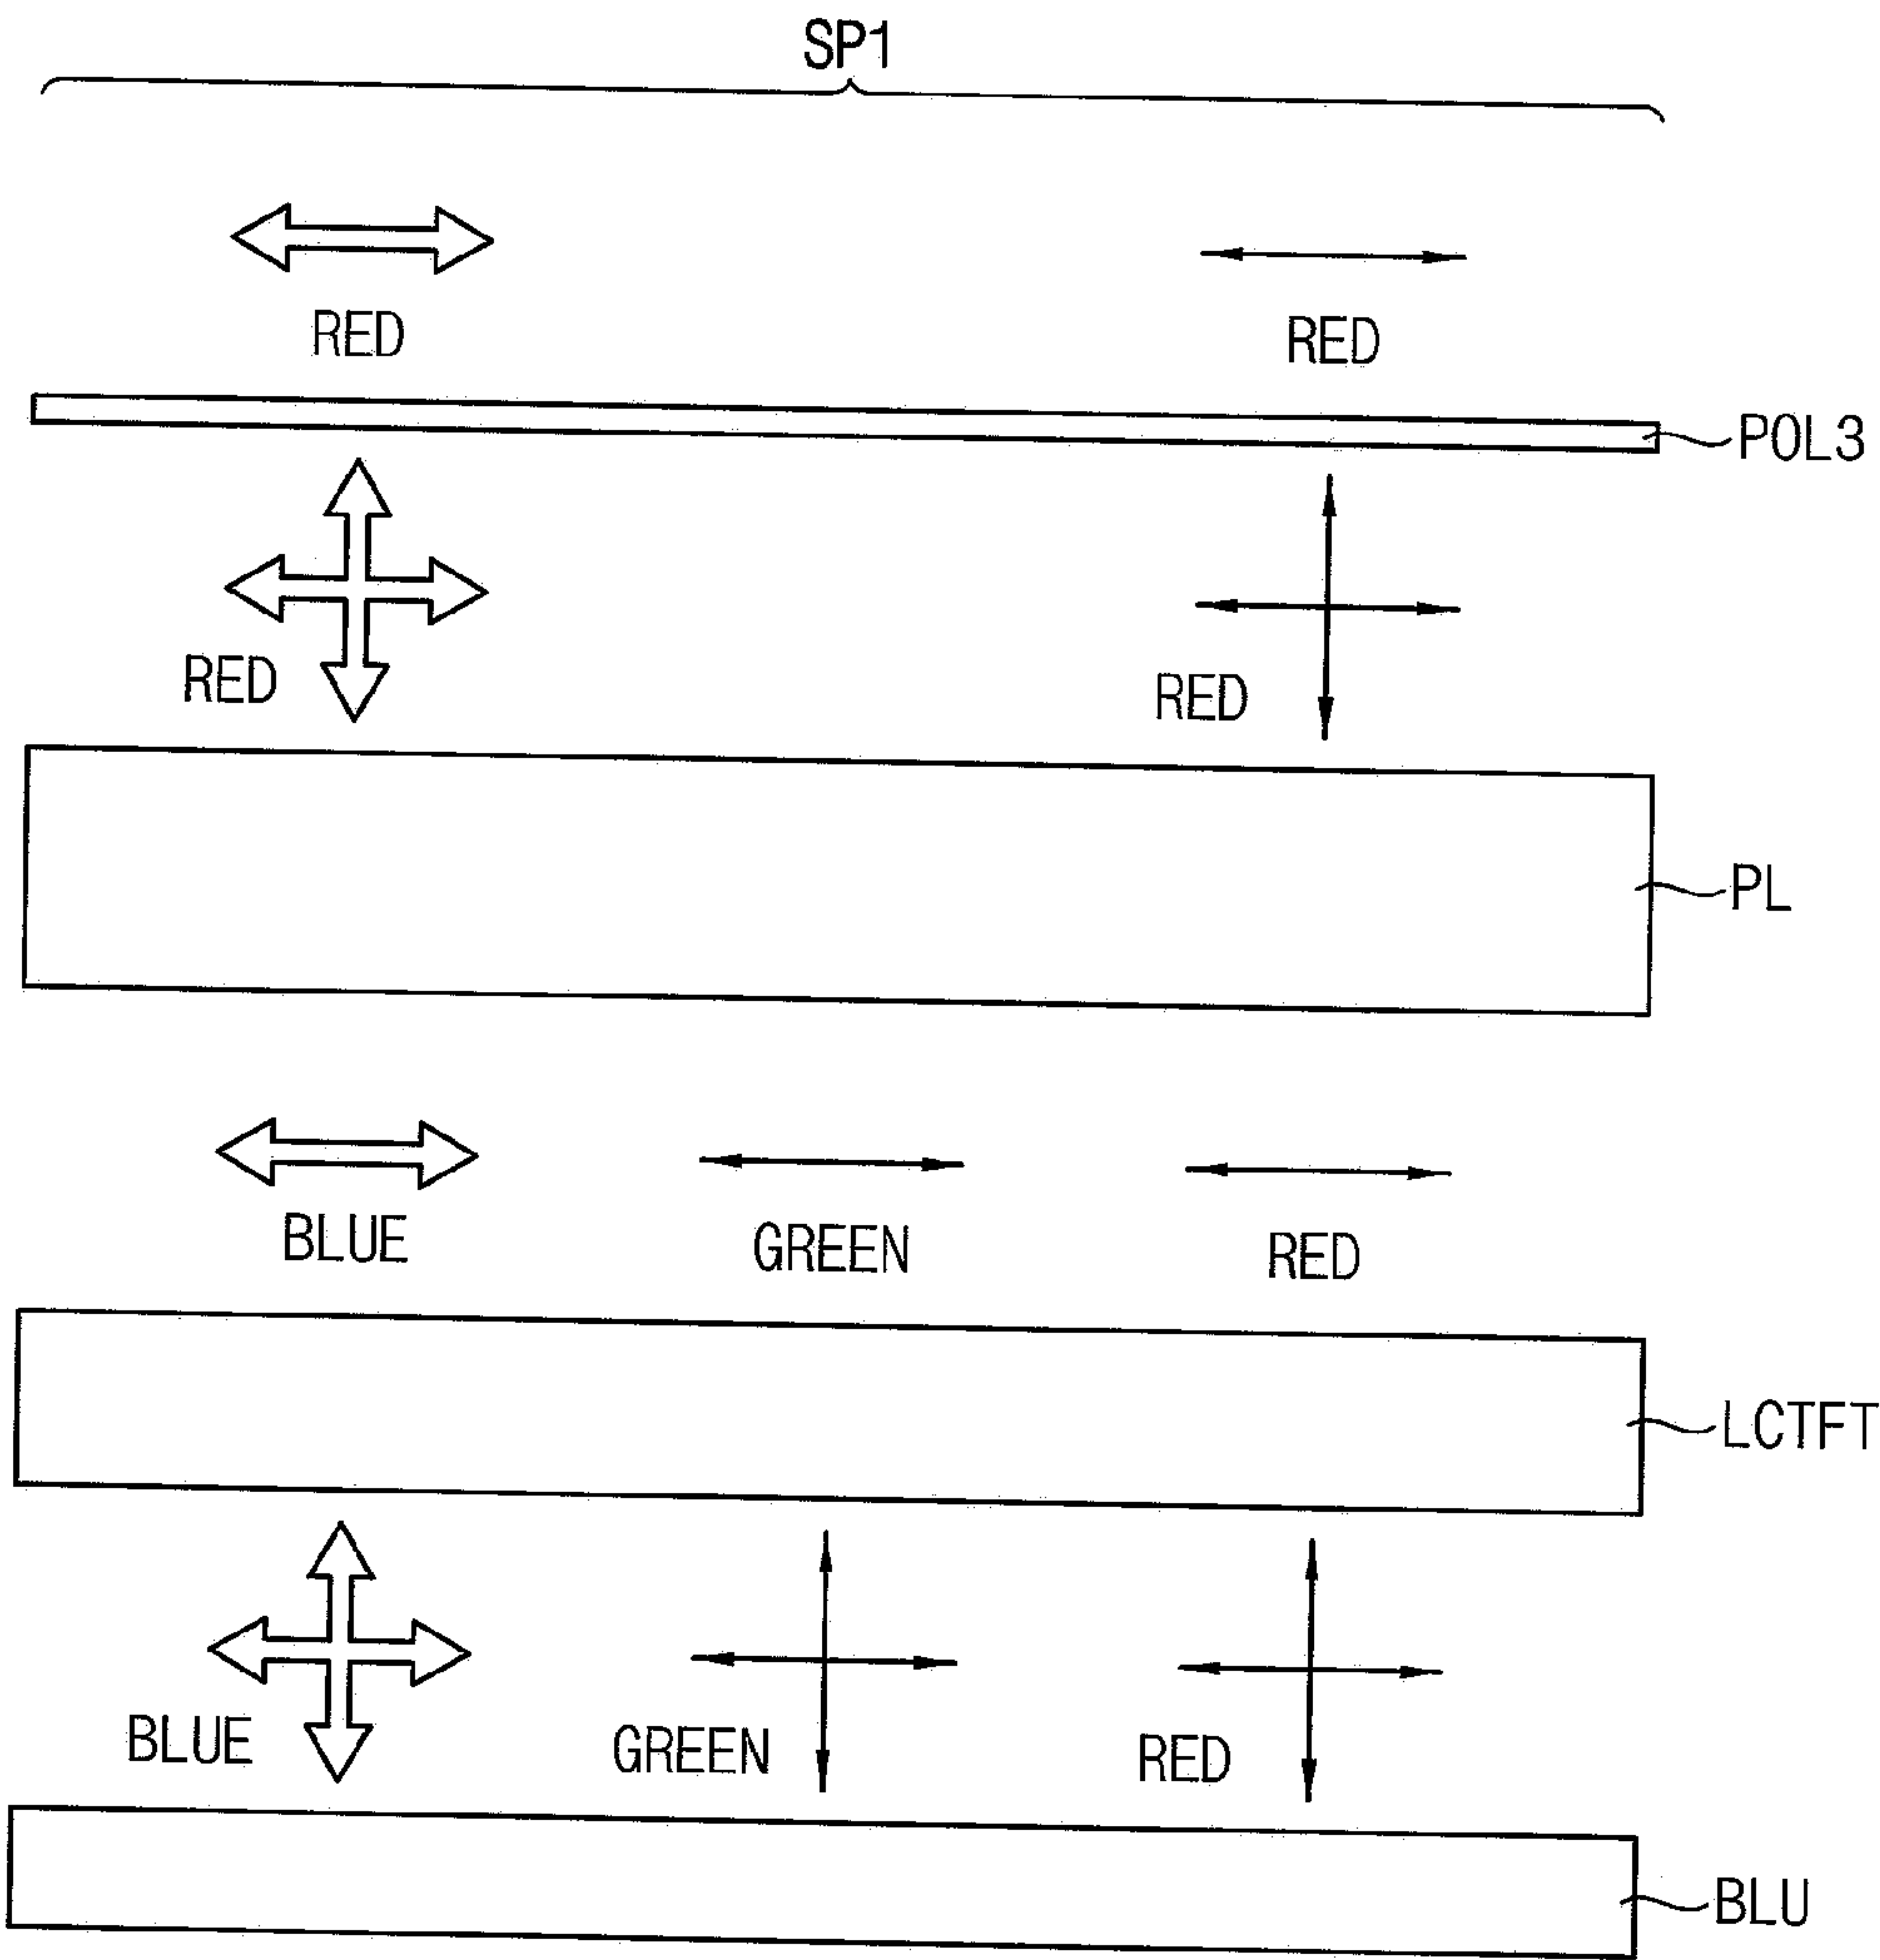 SP1
RED
RED
POL3
RED
RED
PL
BLUE
GREEN
RED
LCTFT
BLUE
GREEN
RED
BLU